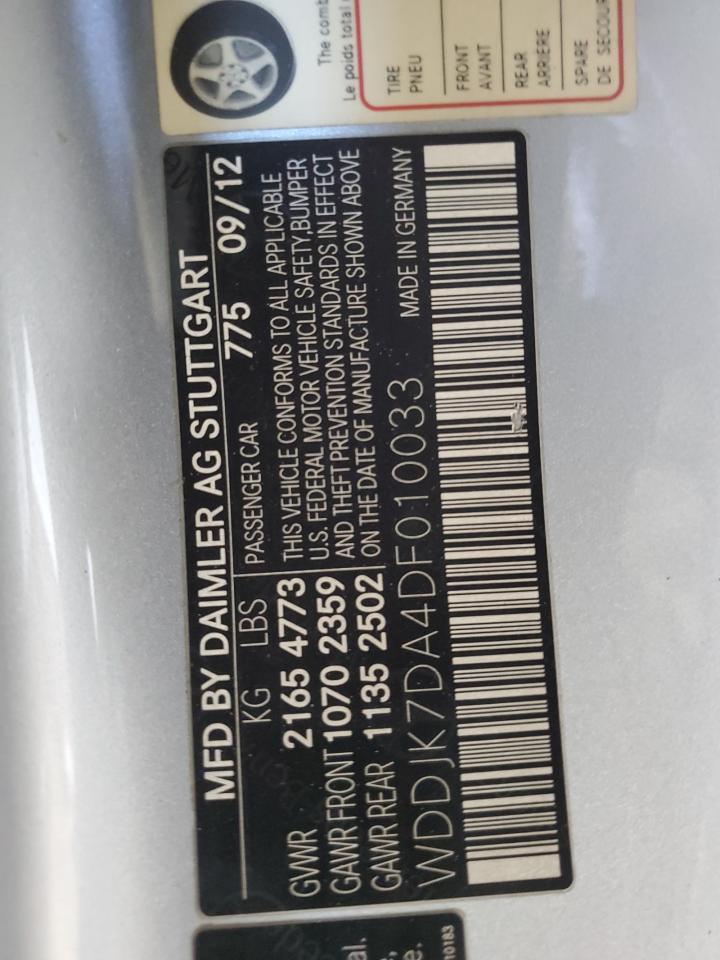 MFD BY DAIMLER AG STUTTGART
KG LBS PASSENGER CAR 775 09/12
GVWR 2165 4773
GAWR FRONT 1070 2359
GAWR REAR 1135 2502
THIS VEHICLE CONFORMS TO ALL APPLICABLE
U.S. FEDERAL MOTOR VEHICLE SAFETY,BUMPER
AND THEFT PREVENTION STANDARDS IN EFFECT
ON THE DATE OF MANUFACTURE SHOWN ABOVE
MADE IN GERMANY
WDDJK7DA4DF010033
The comb
Le poids total
TIRE
PNEU
FRONT
AVANT
REAR
ARRIERE
SPARE
DE SECOUR
al.
e.
10183